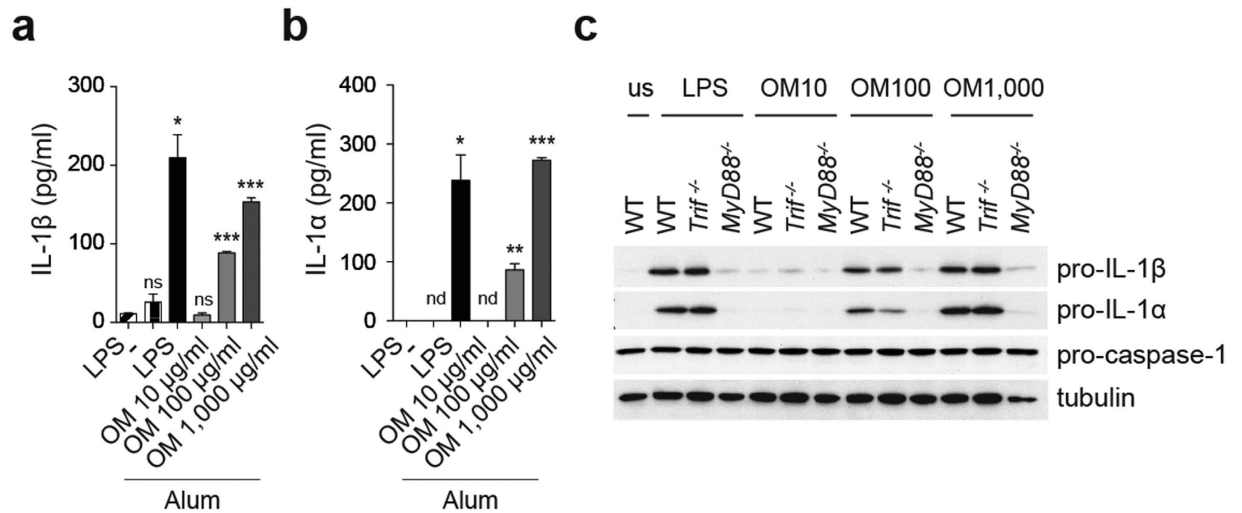 a
IL-1β (pg/ml)
300
200
100
0
ns
*
ns
***
***
LPS
-
LPS
OM 10 µg/ml
OM 100 µg/ml
OM 1,000 µg/ml
Alum
b
IL-1α (pg/ml)
400
300
200
100
0
nd
*
nd
**
***
LPS
-
LPS
OM 10 µg/ml
OM 100 µg/ml
OM 1,000 µg/ml
Alum
c
us LPS OM10 OM100 OM1,000
WT WT Trif -/- MyD88-/- WT Trif -/- MyD88-/- WT Trif -/- MyD88-/- WT Trif -/- MyD88-/-
pro-IL-1β
pro-IL-1α
pro-caspase-1
tubulin